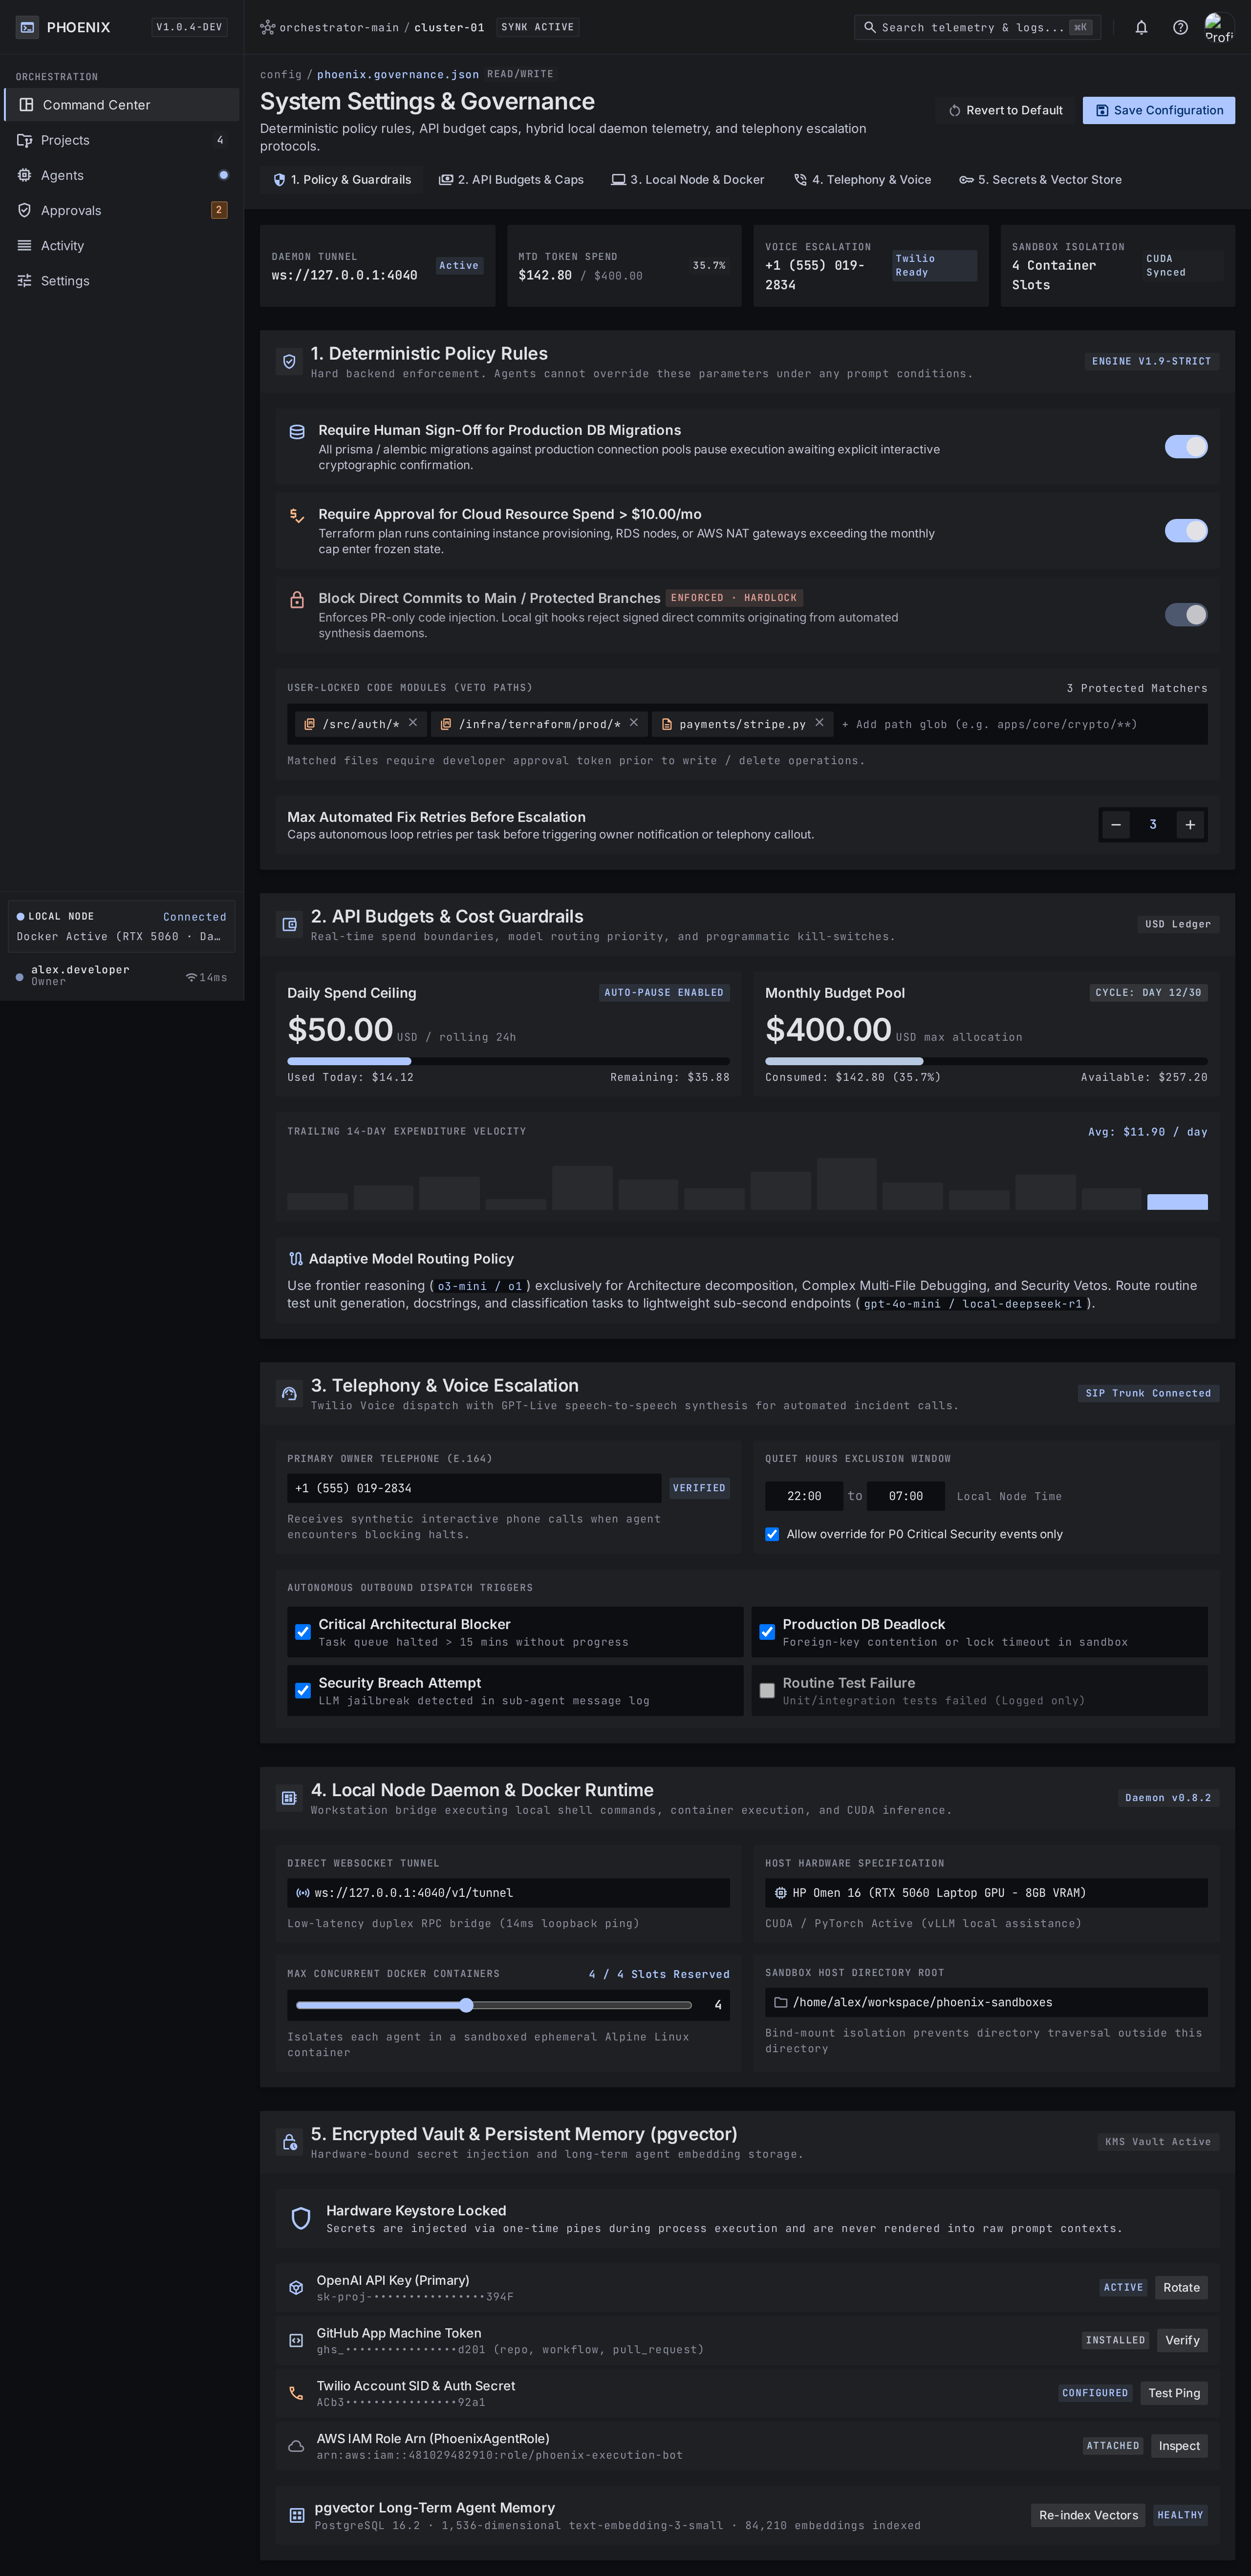 PHOENIX
V1.0.4-DEV
orchestrator-main / cluster-01
SYNK ACTIVE
Search telemetry & logs...
⌘K
Profi
ORCHESTRATION
Command Center
Projects
4
Agents
Approvals
2
Activity
Settings
LOCAL NODE
Connected
Docker Active (RTX 5060 · Da…
alex.developer
Owner
14ms
config / phoenix.governance.json READ/WRITE
System Settings & Governance
Deterministic policy rules, API budget caps, hybrid local daemon telemetry, and telephony escalation
protocols.
Revert to Default
Save Configuration
1. Policy & Guardrails
2. API Budgets & Caps
3. Local Node & Docker
4. Telephony & Voice
5. Secrets & Vector Store
DAEMON TUNNEL
ws://127.0.0.1:4040
Active
MTD TOKEN SPEND
$142.80 / $400.00
35.7%
VOICE ESCALATION
+1 (555) 019-
2834
Twilio
Ready
SANDBOX ISOLATION
4 Container
Slots
CUDA
Synced
1. Deterministic Policy Rules
Hard backend enforcement. Agents cannot override these parameters under any prompt conditions.
ENGINE V1.9-STRICT
Require Human Sign-Off for Production DB Migrations
All prisma / alembic migrations against production connection pools pause execution awaiting explicit interactive
cryptographic confirmation.
Require Approval for Cloud Resource Spend > $10.00/mo
Terraform plan runs containing instance provisioning, RDS nodes, or AWS NAT gateways exceeding the monthly
cap enter frozen state.
Block Direct Commits to Main / Protected Branches
ENFORCED · HARDLOCK
Enforces PR-only code injection. Local git hooks reject signed direct commits originating from automated
synthesis daemons.
USER-LOCKED CODE MODULES (VETO PATHS)
3 Protected Matchers
/src/auth/*
/infra/terraform/prod/*
payments/stripe.py
+ Add path glob (e.g. apps/core/crypto/**)
Matched files require developer approval token prior to write / delete operations.
Max Automated Fix Retries Before Escalation
Caps autonomous loop retries per task before triggering owner notification or telephony callout.
3
2. API Budgets & Cost Guardrails
Real-time spend boundaries, model routing priority, and programmatic kill-switches.
USD Ledger
Daily Spend Ceiling
AUTO-PAUSE ENABLED
$50.00 USD / rolling 24h
Used Today: $14.12
Remaining: $35.88
Monthly Budget Pool
CYCLE: DAY 12/30
$400.00 USD max allocation
Consumed: $142.80 (35.7%)
Available: $257.20
TRAILING 14-DAY EXPENDITURE VELOCITY
Avg: $11.90 / day
Adaptive Model Routing Policy
Use frontier reasoning ( o3-mini / o1 ) exclusively for Architecture decomposition, Complex Multi-File Debugging, and Security Vetos. Route routine
test unit generation, docstrings, and classification tasks to lightweight sub-second endpoints ( gpt-4o-mini / local-deepseek-r1 ).
3. Telephony & Voice Escalation
Twilio Voice dispatch with GPT-Live speech-to-speech synthesis for automated incident calls.
SIP Trunk Connected
PRIMARY OWNER TELEPHONE (E.164)
+1 (555) 019-2834
VERIFIED
Receives synthetic interactive phone calls when agent
encounters blocking halts.
QUIET HOURS EXCLUSION WINDOW
22:00 to 07:00 Local Node Time
Allow override for P0 Critical Security events only
AUTONOMOUS OUTBOUND DISPATCH TRIGGERS
Critical Architectural Blocker
Task queue halted > 15 mins without progress
Production DB Deadlock
Foreign-key contention or lock timeout in sandbox
Security Breach Attempt
LLM jailbreak detected in sub-agent message log
Routine Test Failure
Unit/integration tests failed (Logged only)
4. Local Node Daemon & Docker Runtime
Workstation bridge executing local shell commands, container execution, and CUDA inference.
Daemon v0.8.2
DIRECT WEBSOCKET TUNNEL
ws://127.0.0.1:4040/v1/tunnel
Low-latency duplex RPC bridge (14ms loopback ping)
HOST HARDWARE SPECIFICATION
HP Omen 16 (RTX 5060 Laptop GPU - 8GB VRAM)
CUDA / PyTorch Active (vLLM local assistance)
MAX CONCURRENT DOCKER CONTAINERS
4 / 4 Slots Reserved
4
Isolates each agent in a sandboxed ephemeral Alpine Linux
container
SANDBOX HOST DIRECTORY ROOT
/home/alex/workspace/phoenix-sandboxes
Bind-mount isolation prevents directory traversal outside this
directory
5. Encrypted Vault & Persistent Memory (pgvector)
Hardware-bound secret injection and long-term agent embedding storage.
KMS Vault Active
Hardware Keystore Locked
Secrets are injected via one-time pipes during process execution and are never rendered into raw prompt contexts.
OpenAI API Key (Primary)
sk-proj-••••••••••••••••394F
ACTIVE
Rotate
GitHub App Machine Token
ghs_••••••••••••••••d201 (repo, workflow, pull_request)
INSTALLED
Verify
Twilio Account SID & Auth Secret
ACb3••••••••••••••••92a1
CONFIGURED
Test Ping
AWS IAM Role Arn (PhoenixAgentRole)
arn:aws:iam::481029482910:role/phoenix-execution-bot
ATTACHED
Inspect
pgvector Long-Term Agent Memory
PostgreSQL 16.2 · 1,536-dimensional text-embedding-3-small · 84,210 embeddings indexed
Re-index Vectors
HEALTHY